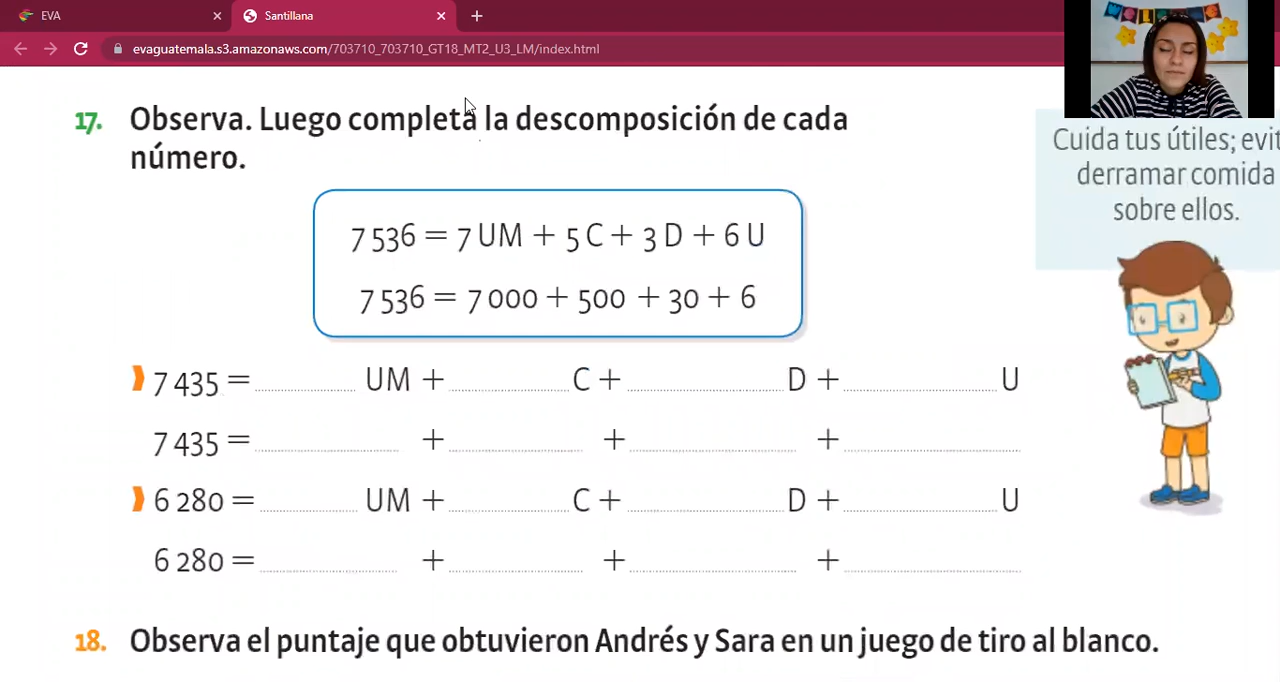 EVA
Santillana
evaguatemala.s3.amazonaws.com/703710_703710_GT18_MT2_U3_LM/index.html
17. Observa. Luego completa la descomposición de cada
número.
7 536 = 7 UM + 5 C + 3 D + 6 U
7 536 = 7 000 + 500 + 30 + 6
7 435 = UM + C + D + U
7 435 = + + +
6 280 = UM + C + D + U
6 280 = + + +
18. Observa el puntaje que obtuvieron Andrés y Sara en un juego de tiro al blanco.
Cuida tus útiles; evit
derramar comida
sobre ellos.